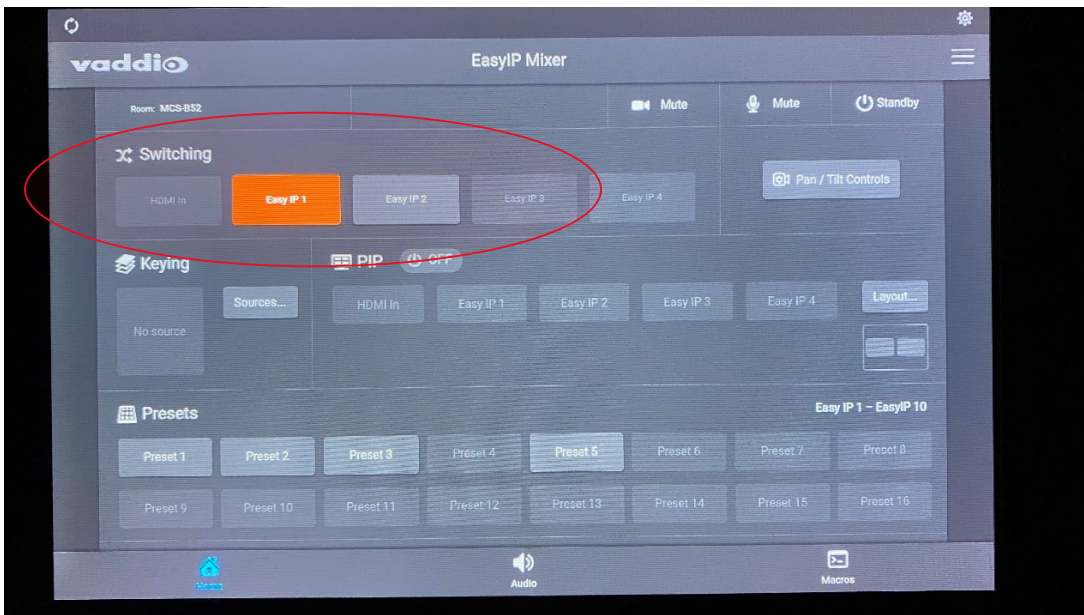 vaddio
EasyIP Mixer
Room: MCS-B52
Mute
Mute
Standby
Switching
HDMI In
Easy IP 1
Easy IP 2
Easy IP 3
Easy IP 4
Pan / Tilt Controls
Keying
PIP
OFF
No source
Sources...
HDMI In
Easy IP 1
Easy IP 2
Easy IP 3
Easy IP 4
Layout...
Presets
Easy IP 1 – EasyIP 10
Preset 1
Preset 2
Preset 3
Preset 4
Preset 5
Preset 6
Preset 7
Preset 8
Preset 9
Preset 10
Preset 11
Preset 12
Preset 13
Preset 14
Preset 15
Preset 16
Home
Audio
Macros